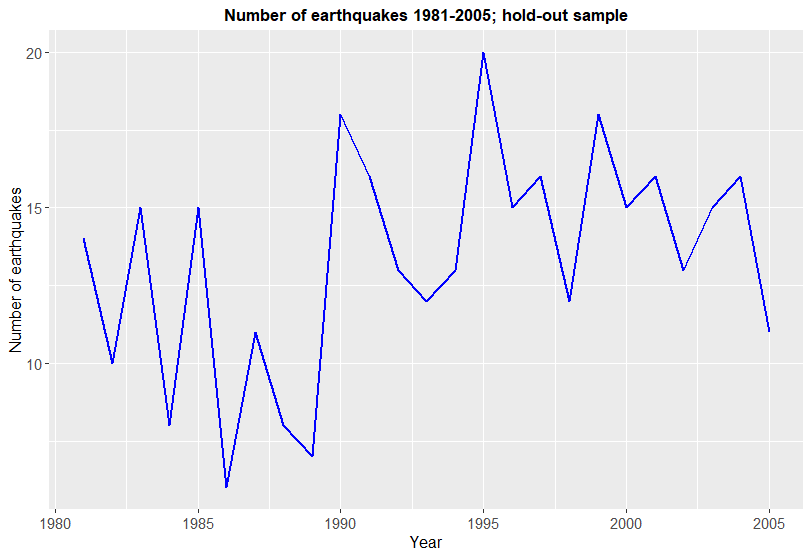 Number of earthquakes 1981-2005; hold-out sample
Number of earthquakes
20
15
10
1980 1985 1990 1995 2000 2005
Year